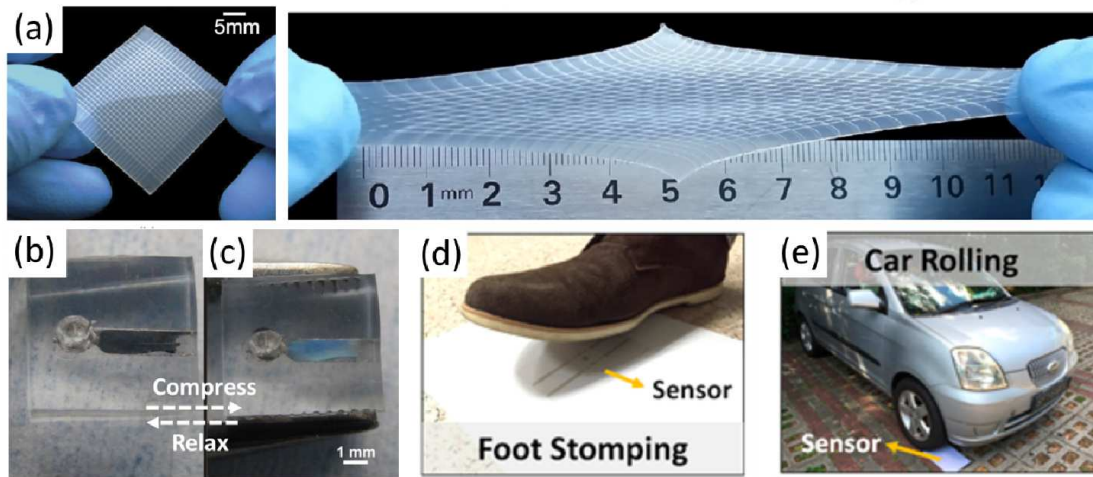 (a)
5mm
0 1 mm 2 3 4 5 6 7 8 9 10 11
(b)
(c)
Compress
Relax
1 mm
(d)
Sensor
Foot Stomping
(e)
Car Rolling
Sensor